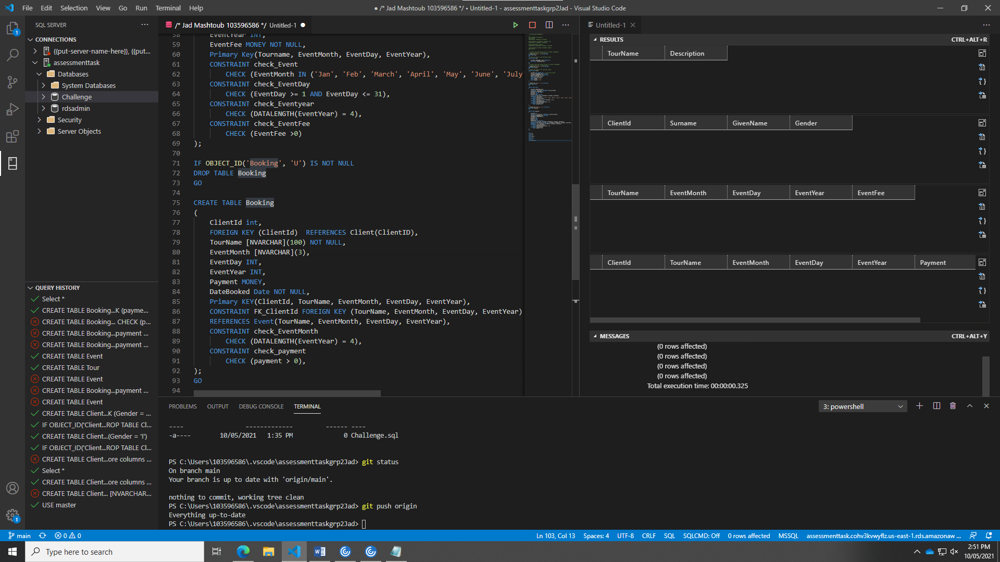 File Edit Selection View Go Run Terminal Help
● /* Jad Mashtoub 103596586 */ • Untitled-1 - assessmenttaskgrp2Jad - Visual Studio Code
SQL SERVER
CONNECTIONS
{{put-server-name-here}}, {{put...
assessmenttask
Databases
System Databases
Challenge
rdsadmin
Security
Server Objects
QUERY HISTORY
Select *
CREATE TABLE Booking...K (payme...
CREATE TABLE Booking... CHECK (p...
CREATE TABLE Booking...payment ...
CREATE TABLE Booking...payment ...
CREATE TABLE Event
CREATE TABLE Tour
CREATE TABLE Event
CREATE TABLE Booking...payment ...
CREATE TABLE Event
CREATE TABLE Client...K (Gender = ...
IF OBJECT_ID('Client...ROP TABLE Cl...
CREATE TABLE Client...(Gender = 'I')
IF OBJECT_ID('Client...ROP TABLE Cl...
CREATE TABLE Client...ore columns ...
Select *
CREATE TABLE Client...ore columns ...
CREATE TABLE Client... [NVARCHAR...
USE master
/* Jad Mashtoub 103596586 */ Untitled-1
58 EventYear INT,
59 EventFee MONEY NOT NULL,
60 Primary Key(Tourname, EventMonth, EventDay, EventYear),
61 CONSTRAINT check_Event
62 CHECK (EventMonth IN ('Jan', 'Feb', 'March', 'April', 'May', 'June', 'July
63 CONSTRAINT check_EventDay
64 CHECK (EventDay >= 1 AND EventDay <= 31),
65 CONSTRAINT check_Eventyear
66 CHECK (DATALENGTH(EventYear) = 4),
67 CONSTRAINT check_EventFee
68 CHECK (EventFee >0)
69 );
70
71 IF OBJECT_ID('Booking', 'U') IS NOT NULL
72 DROP TABLE Booking
73 GO
74
75 CREATE TABLE Booking
76 (
77 ClientId int,
78 FOREIGN KEY (ClientId)  REFERENCES Client(ClientID),
79 TourName [NVARCHAR](100) NOT NULL,
80 EventMonth [NVARCHAR](3),
81 EventDay INT,
82 EventYear INT,
83 Payment MONEY,
84 DateBooked Date NOT NULL,
85 Primary KEY(ClientId, TourName, EventMonth, EventDay, EventYear),
86 CONSTRAINT FK_ClientId FOREIGN KEY (TourName, EventMonth, EventDay, EventYear)
87 REFERENCES Event(TourName, EventMonth, EventDay, EventYear),
88 CONSTRAINT check_EventMonth
89 CHECK (DATALENGTH(EventYear) = 4),
90 CONSTRAINT check_payment
91 CHECK (payment > 0),
92 );
93 GO
94
Untitled-1
RESULTS CTRL+ALT+R
TourName Description
ClientId Surname GivenName Gender
TourName EventMonth EventDay EventYear EventFee
ClientId TourName EventMonth EventDay EventYear Payment
MESSAGES CTRL+ALT+Y
(0 rows affected)
(0 rows affected)
(0 rows affected)
(0 rows affected)
Total execution time: 00:00:00.325
PROBLEMS OUTPUT DEBUG CONSOLE TERMINAL
3: powershell
---- ------------- ------ ----
-a---- 10/05/2021 1:35 PM 0 Challenge.sql
PS C:\Users\103596586\.vscode\assessmenttaskgrp2Jad> git status
On branch main
Your branch is up to date with 'origin/main'.
nothing to commit, working tree clean
PS C:\Users\103596586\.vscode\assessmenttaskgrp2Jad> git push origin
Everything up-to-date
PS C:\Users\103596586\.vscode\assessmenttaskgrp2Jad>
1
1
main 0 0 Ln 103, Col 13 Spaces: 4 UTF-8 CRLF SQL SQLCMD: Off 0 rows affected MSSQL assessmenttask.cohv3kvwyflz.us-east-1.rds.amazonaw ...
Type here to search
2:51 PM
10/05/2021